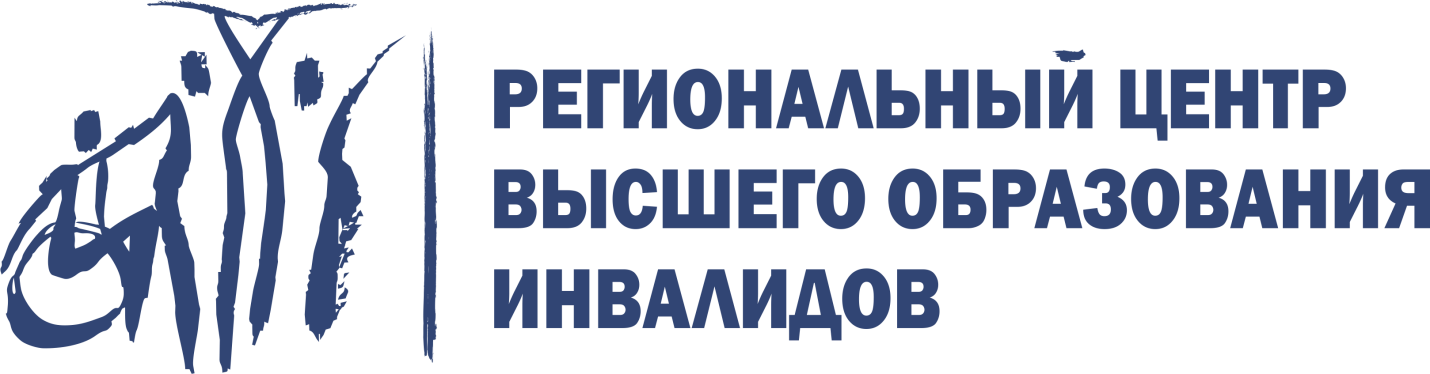 РЕГИОНАЛЬНЫЙ ЦЕНТР
ВЫСШЕГО ОБРАЗОВАНИЯ
ИНВАЛИДОВ